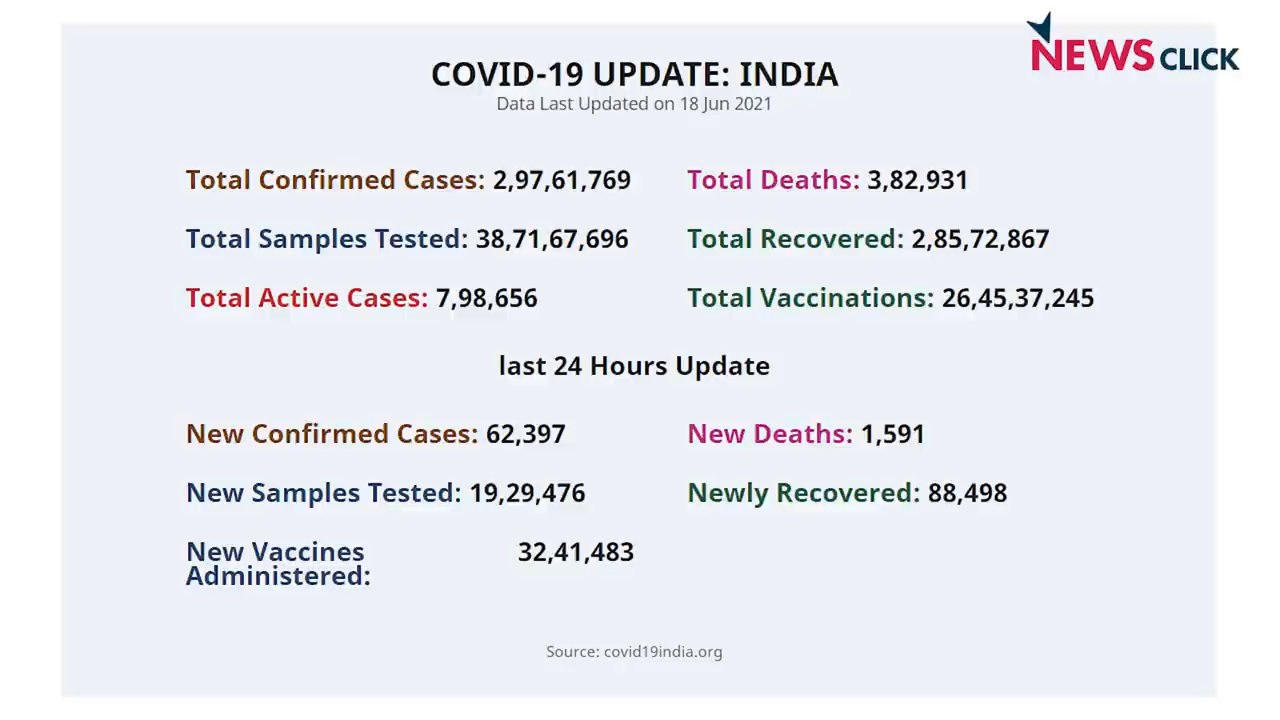 NEWS CLICK
COVID-19 UPDATE: INDIA
Data Last Updated on 18 Jun 2021
Total Confirmed Cases: 2,97,61,769
Total Deaths: 3,82,931
Total Samples Tested: 38,71,67,696
Total Recovered: 2,85,72,867
Total Active Cases: 7,98,656
Total Vaccinations: 26,45,37,245
last 24 Hours Update
New Confirmed Cases: 62,397
New Deaths: 1,591
New Samples Tested: 19,29,476
Newly Recovered: 88,498
New Vaccines 32,41,483
Administered:
Source: covid19india.org